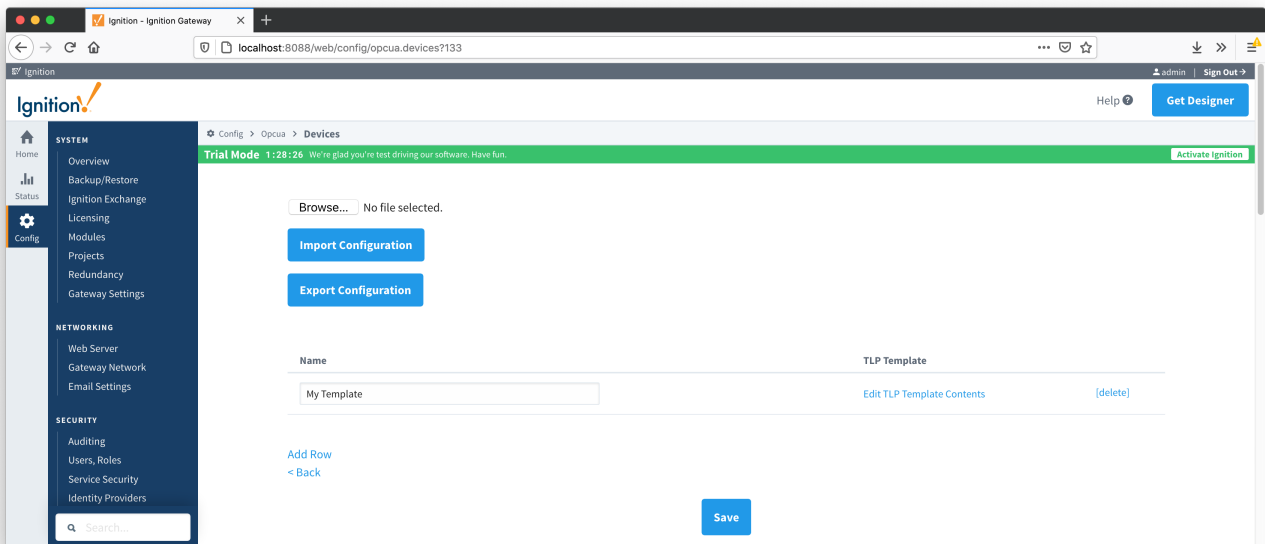 Ignition - Ignition Gateway
localhost:8088/web/config/opcua.devices?133
Ignition
admin | Sign Out
Ignition!
Help
Get Designer
Config > Opcua > Devices
Trial Mode 1:28:26 We're glad you're test driving our software. Have fun.
Activate Ignition
Home
Status
Config
SYSTEM
Overview
Backup/Restore
Ignition Exchange
Licensing
Modules
Projects
Redundancy
Gateway Settings
NETWORKING
Web Server
Gateway Network
Email Settings
SECURITY
Auditing
Users, Roles
Service Security
Identity Providers
Search...
Browse... No file selected.
Import Configuration
Export Configuration
Name TLP Template
My Template Edit TLP Template Contents [delete]
Add Row
< Back
Save